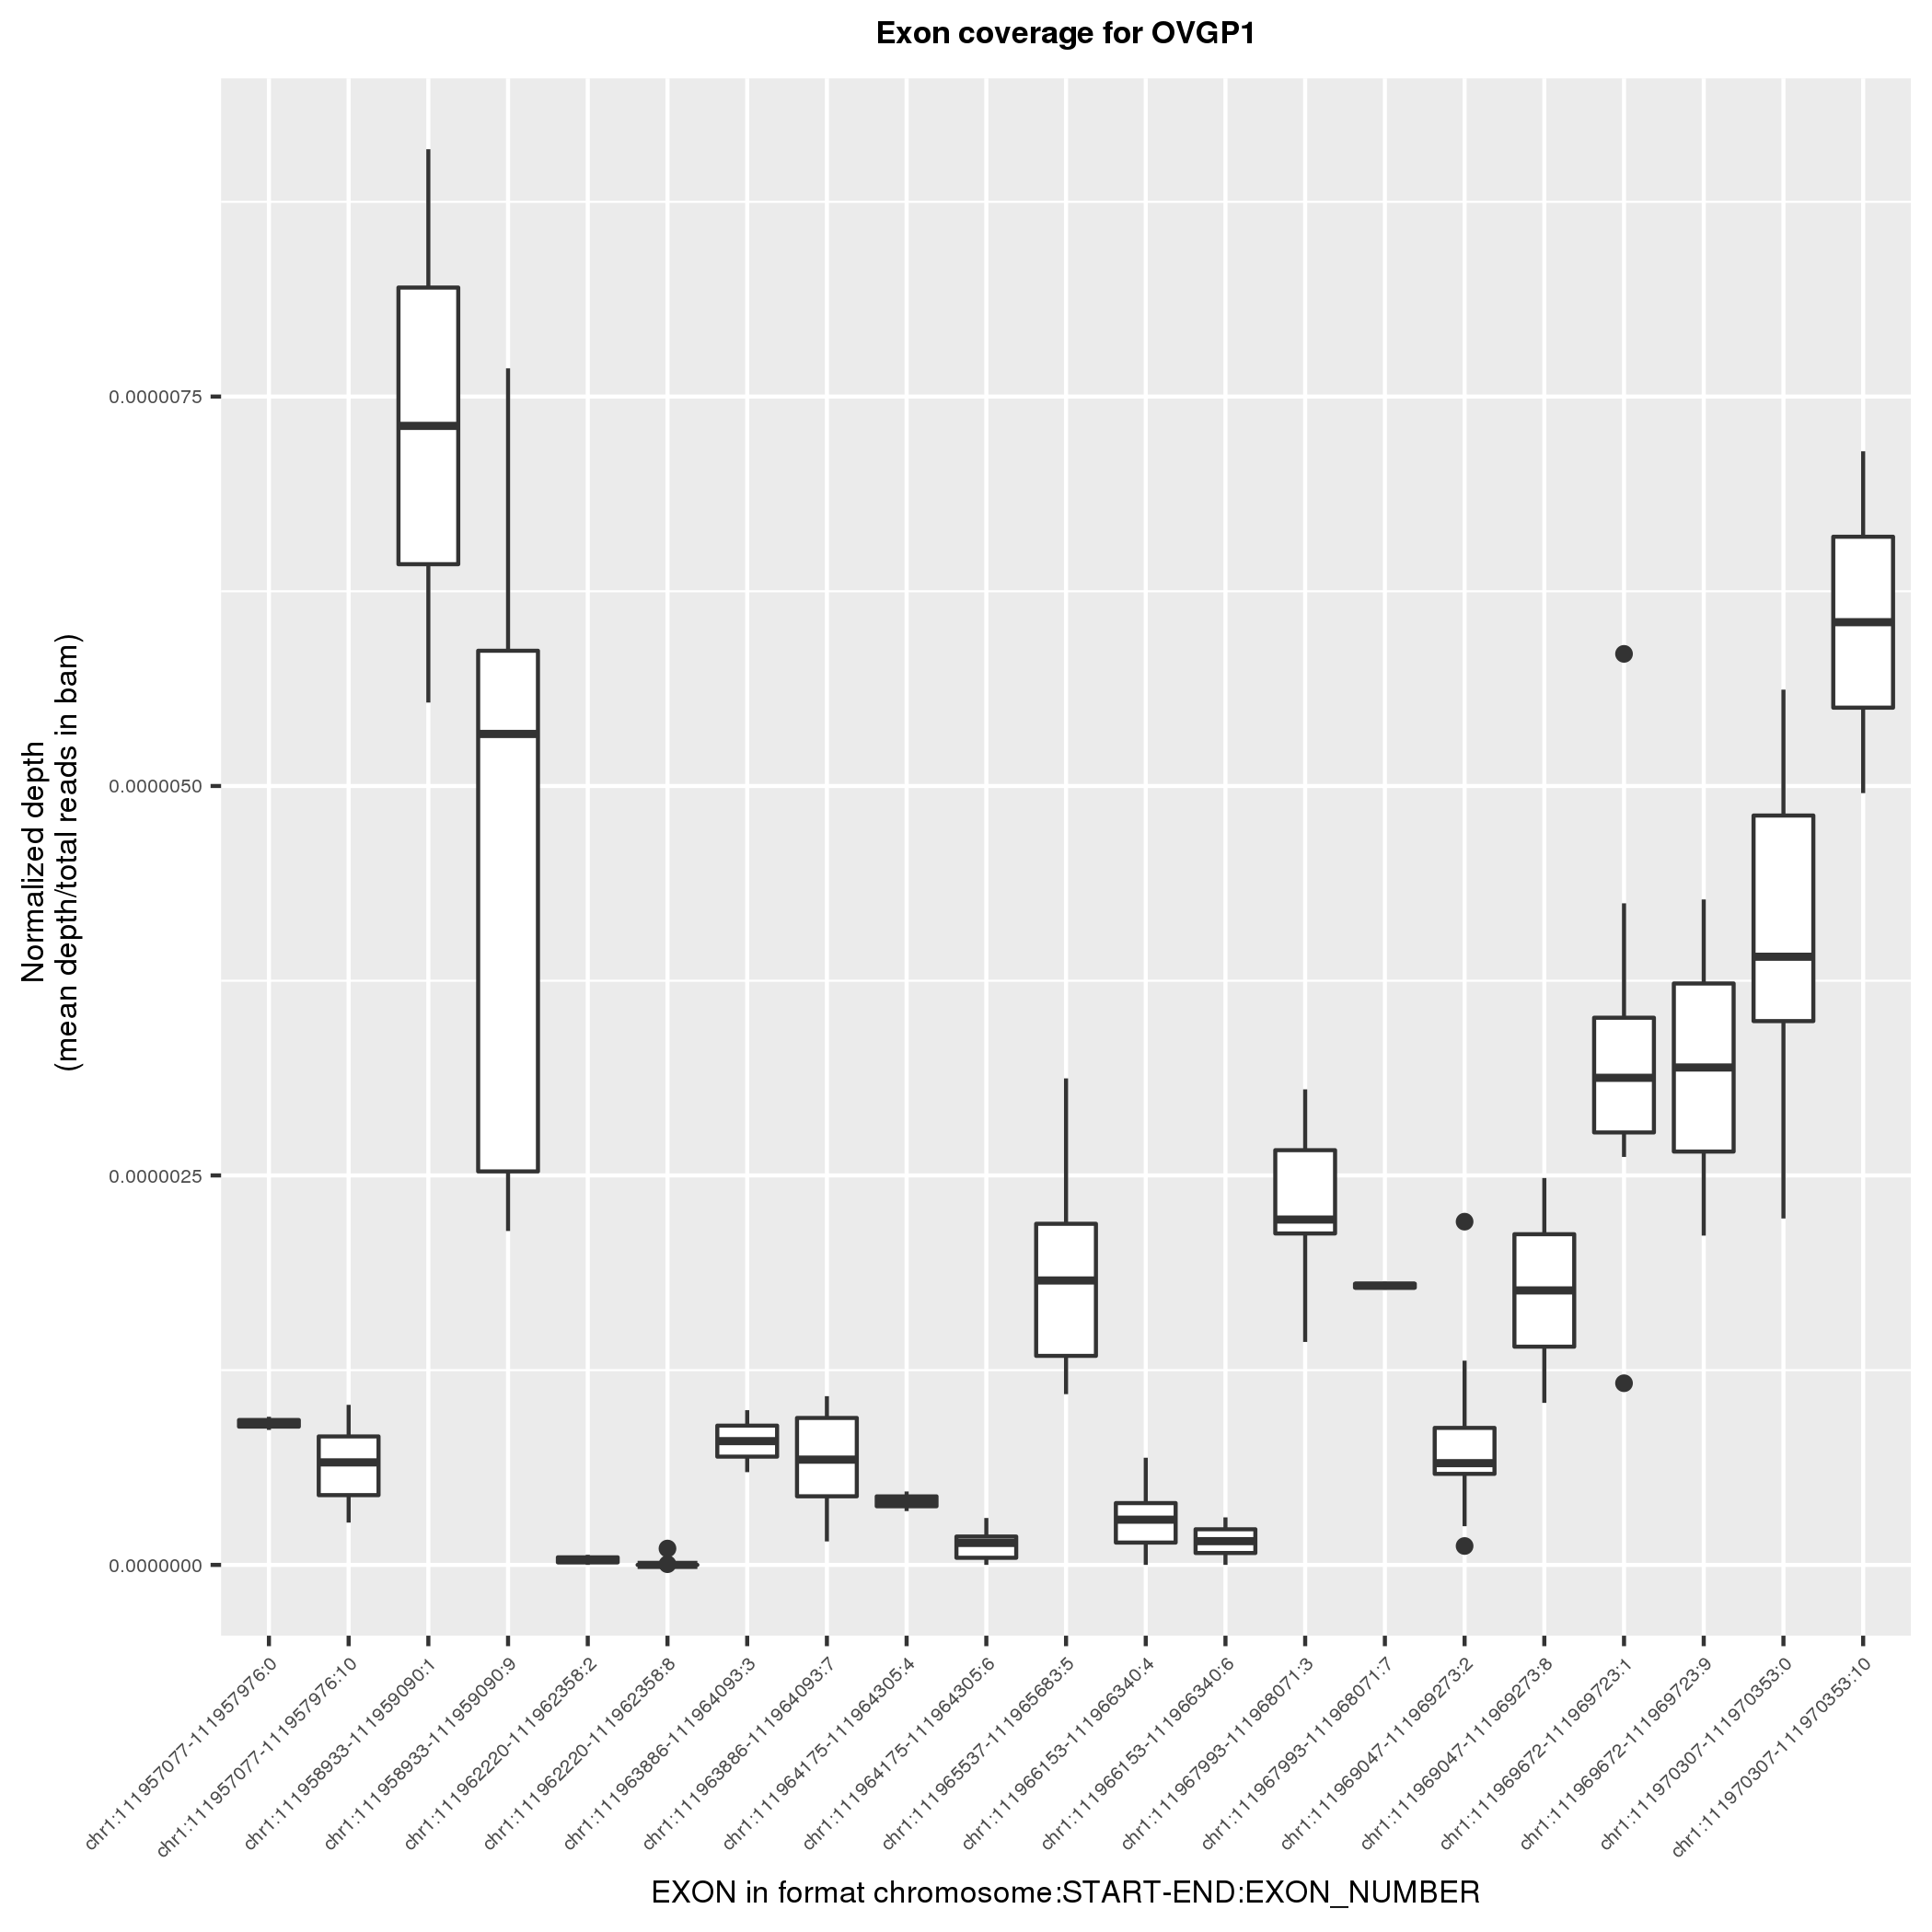 Exon coverage for OVGP1
Normalized depth
(mean depth/total reads in bam)
0.0000075
0.0000050
0.0000025
0.0000000
chr1:111957077-111957976:0
chr1:111957077-111957976:10
chr1:111958933-111959090:1
chr1:111958933-111959090:9
chr1:111962220-111962358:2
chr1:111962220-111962358:8
chr1:111963886-111964093:3
chr1:111963886-111964093:7
chr1:111964175-111964305:4
chr1:111964175-111964305:6
chr1:111965537-111965683:5
chr1:111966153-111966340:4
chr1:111966153-111966340:6
chr1:111967993-111968071:3
chr1:111967993-111968071:7
chr1:111969047-111969273:2
chr1:111969047-111969273:8
chr1:111969672-111969723:1
chr1:111969672-111969723:9
chr1:111970307-111970353:0
chr1:111970307-111970353:10
EXON in format chromosome:START-END:EXON_NUMBER